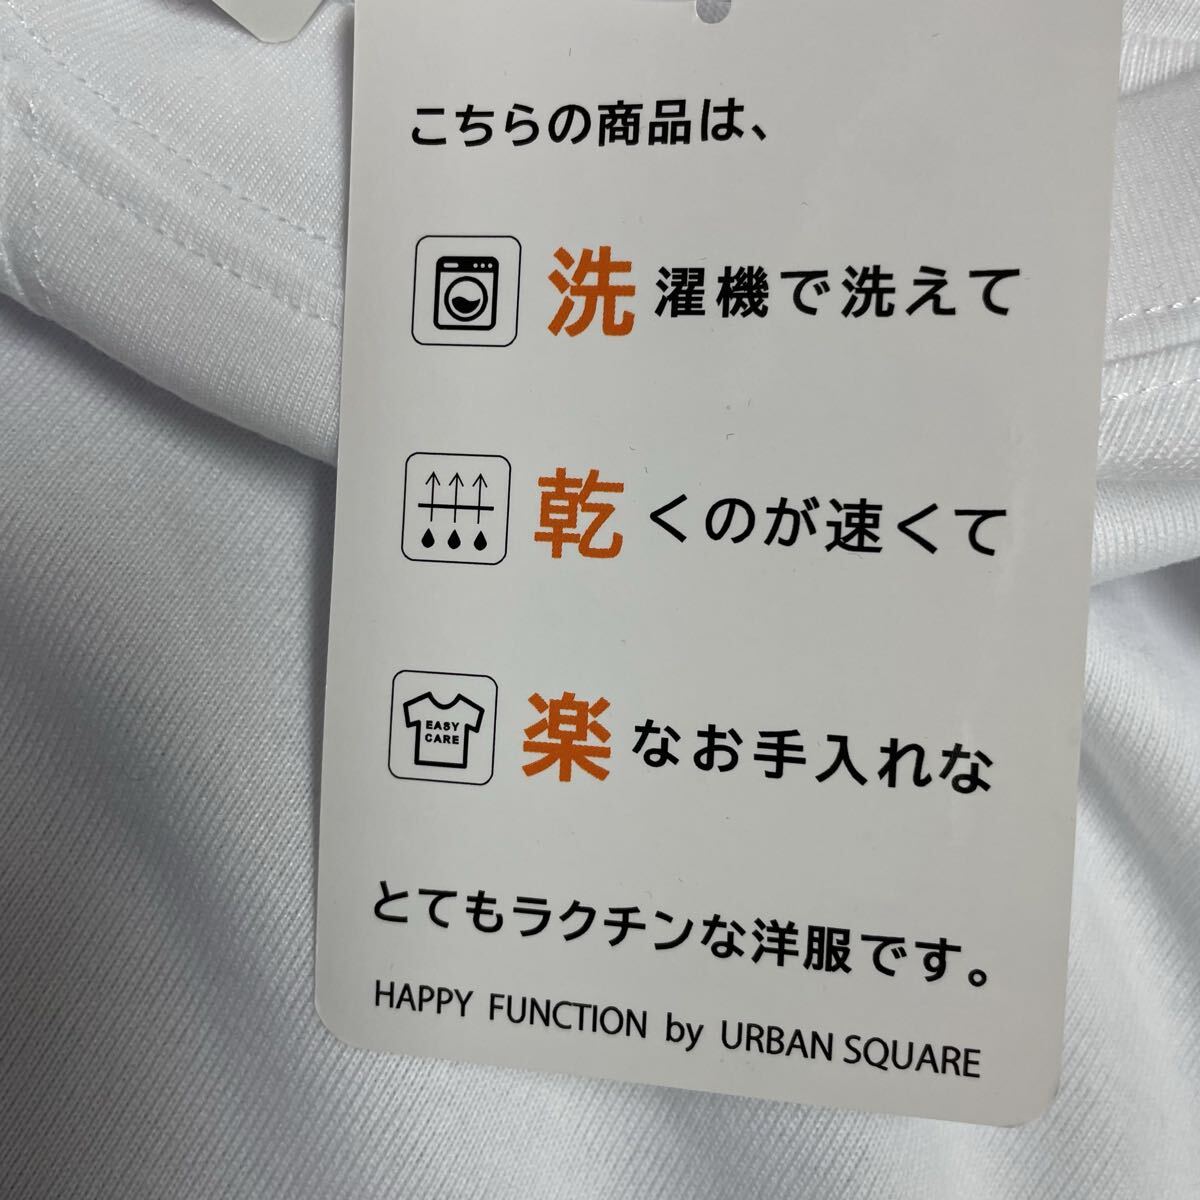 こちらの商品は、
洗濯機で洗えて
乾くのが速くて
EASY
CARE
楽なお手入れな
とてもラクチンな洋服です。
HAPPY FUNCTION by URBAN SQUARE